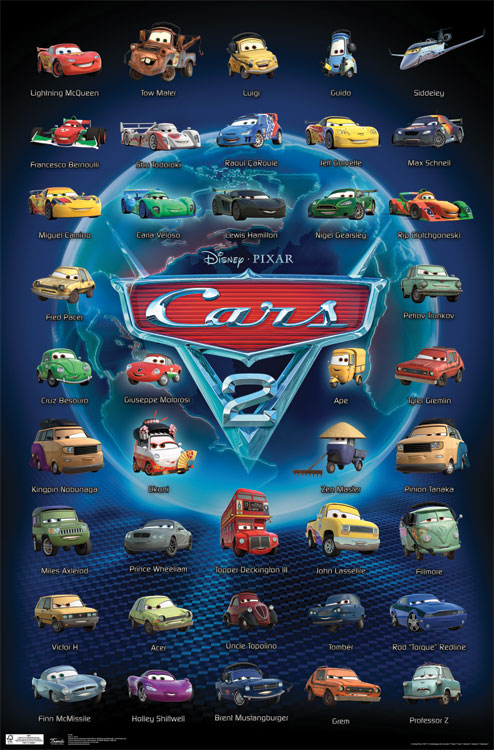 Lightning McQueen Tow Mater Luigi Guido Siddeley
Francesco Bernoulli Shu Todoroki Raoul CaRoule Jeff Gorvette Max Schnell
Miguel Camino Carla Veloso Lewis Hamilton Nigel Gearsley Rip Clutchgoneski
Disney · PIXAR
Fred Pacer Petrov Trunkov
Cars
2
Cruz Besouro Giuseppe Motorosi Ape Tyler Gremlin
Kingpin Nobunaga Okuni Zen Master Pinion Tanaka
Miles Axlerod Prince Wheeliam Topper Deckington III John Lassetire Fillmore
Victor H Acer Uncle Topolino Tomber Rod "Torque" Redline
Finn McMissile Holley Shiftwell Brent Mustangburger Grem Professor Z
Trends